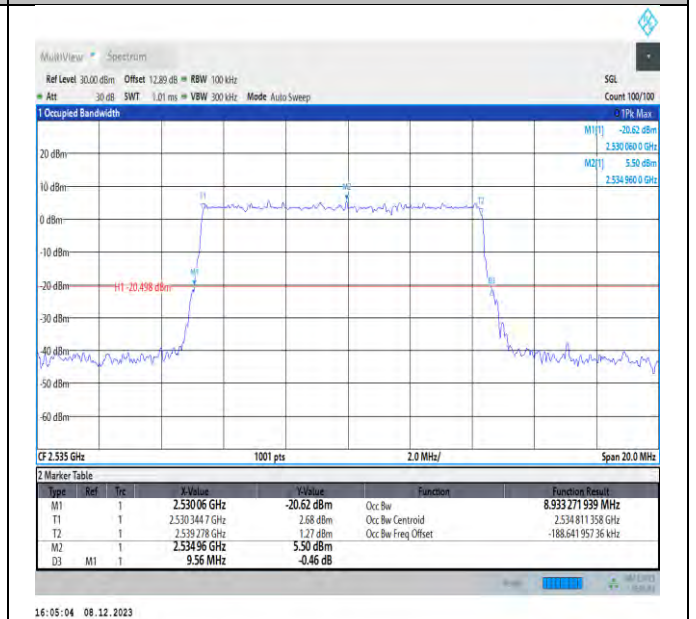 MultiView Spectrum
Ref Level 30.00 dBm Offset 12.89 dB RBW 100 kHz SGL
Att 30 dB SWT 1.01 ms VBW 300 kHz Mode Auto Sweep Count 100/100
1 Occupied Bandwidth 1Pk Max
M1[1] -20.62 dBm
2.530 060 0 GHz
M2[1] 5.50 dBm
2.534 960 0 GHz
20 dBm
10 dBm
M2
T1 T2
0 dBm
-10 dBm
M1
-20 dBm
H1 -20.498 dBm
-30 dBm
-40 dBm
-50 dBm
-60 dBm
CF 2.535 GHz 1001 pts 2.0 MHz/ Span 20.0 MHz
2 Marker Table
Type Ref Trc X-Value Y-Value Function Function Result
M1 1 2.530 06 GHz -20.62 dBm Occ Bw 8.933 271 939 MHz
T1 1 2.530 344 7 GHz 2.68 dBm Occ Bw Centroid 2.534 811 358 GHz
T2 1 2.539 278 GHz 1.27 dBm Occ Bw Freq Offset -188.641 957 36 kHz
M2 1 2.534 96 GHz 5.50 dBm
D3 M1 1 9.56 MHz -0.46 dB
16:05:04 08.12.2023